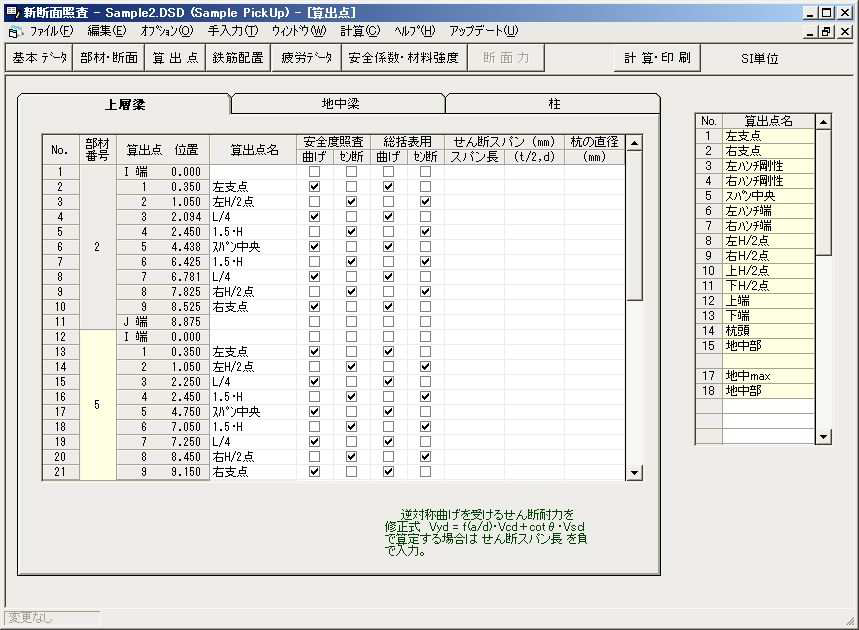 新断面照査 - Sample2.DSD (Sample PickUp) - [算出点]
ファイル(F) 編集(E) オプション(O) 手入力(T) ウィンドウ(W) 計算(C) ヘルプ(H) アップデート(U)
基本データ 部材・断面 算出点 鉄筋配置 疲労データ 安全係数・材料強度 断面力 計算・印刷 SI単位
上層梁 地中梁 柱
No. 部材番号 算出点 位置 算出点名 安全度照査 総括表用 せん断スパン (mm) 杭の直径
曲げ せん断 曲げ せん断 スパン長 (t/2,d) (mm)
1 I 端 0.000
2 1 0.350 左支点
3 2 1.050 左H/2点
4 3 2.094 L/4
5 4 2.450 1.5・H
6 2 5 4.438 スパン中央
7 6 6.425 1.5・H
8 7 6.781 L/4
9 8 7.825 右H/2点
10 9 8.525 右支点
11 J 端 8.875
12 I 端 0.000
13 1 0.350 左支点
14 2 1.050 左H/2点
15 3 2.250 L/4
16 5 4 2.450 1.5・H
17 5 4.750 スパン中央
18 6 7.050 1.5・H
19 7 7.250 L/4
20 8 8.450 右H/2点
21 9 9.150 右支点
逆対称曲げを受けるせん断耐力を
修正式 Vyd = f(a/d)・Vcd+cotθ・Vsd
で算定する場合は せん断スパン長 を負
で入力。
No. 算出点名
1 左支点
2 右支点
3 左ハンチ剛性
4 右ハンチ剛性
5 スパン中央
6 左ハンチ端
7 右ハンチ端
8 左H/2点
9 右H/2点
10 上H/2点
11 下H/2点
12 上端
13 下端
14 杭頭
15 地中部
17 地中max
18 地中部
変更なし